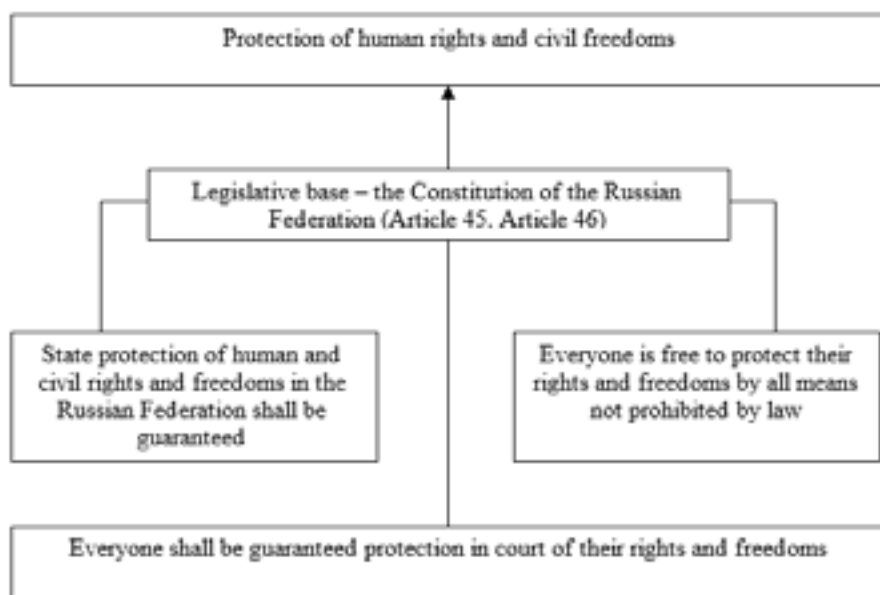 Protection of human rights and civil freedoms
Legislative base – the Constitution of the Russian
Federation (Article 45, Article 46)
State protection of human and
civil rights and freedoms in the
Russian Federation shall be
guaranteed
Everyone is free to protect their
rights and freedoms by all means
not prohibited by law
Everyone shall be guaranteed protection in court of their rights and freedoms